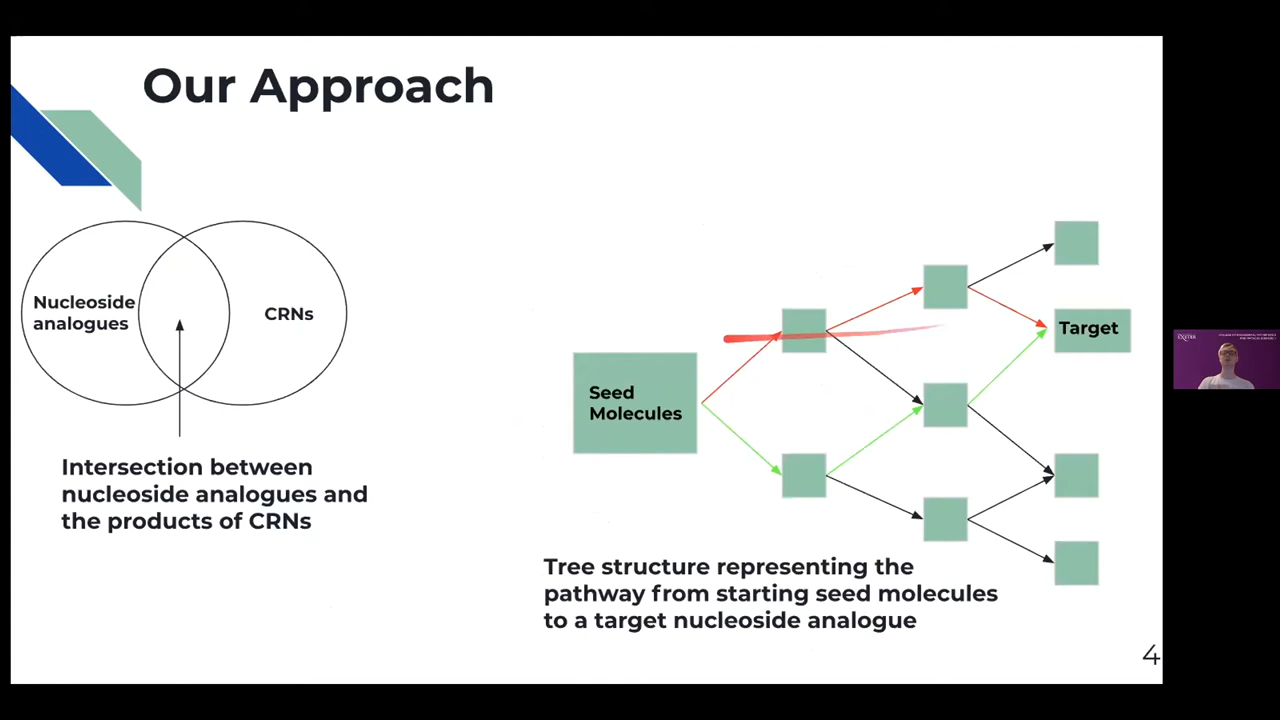 Our Approach
Nucleoside
analogues
CRNs
Intersection between
nucleoside analogues and
the products of CRNs
Seed
Molecules
Target
Tree structure representing the
pathway from starting seed molecules
to a target nucleoside analogue
4